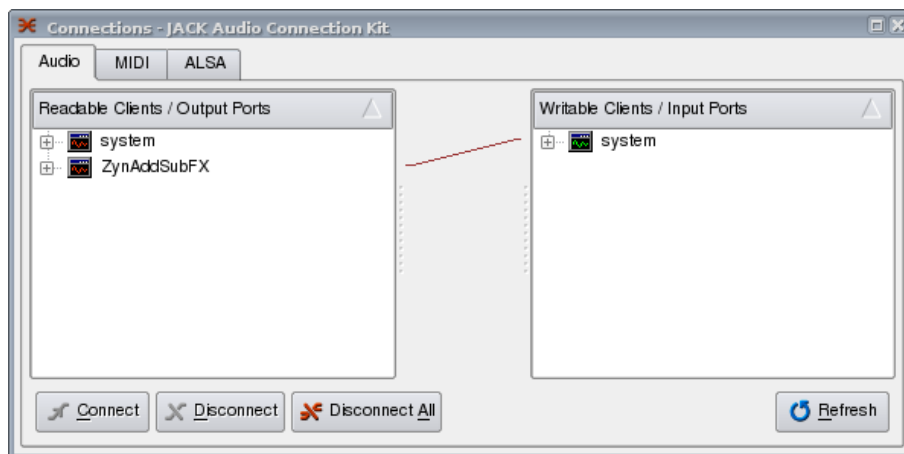 Connections - JACK Audio Connection Kit
Audio MIDI ALSA
Readable Clients / Output Ports
system
ZynAddSubFX
Writable Clients / Input Ports
system
Connect Disconnect Disconnect All Refresh